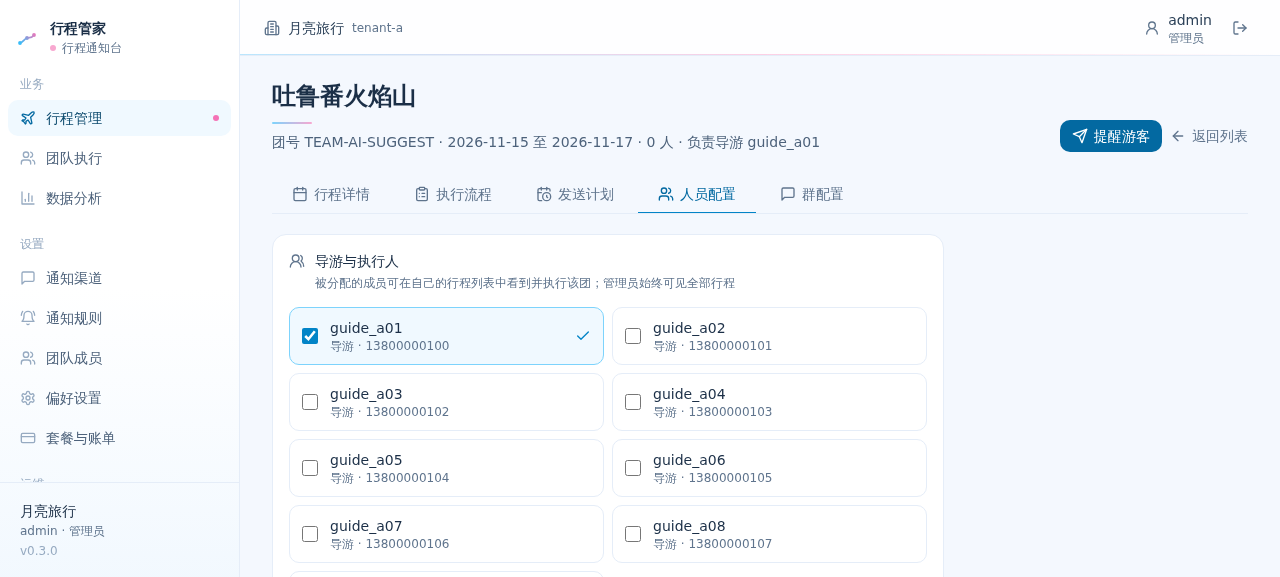 行程管家
行程通知台
业务
行程管理
团队执行
数据分析
设置
通知渠道
通知规则
团队成员
偏好设置
套餐与账单
月亮旅行
admin · 管理员
v0.3.0
月亮旅行 tenant-a
admin
管理员
吐鲁番火焰山
团号 TEAM-AI-SUGGEST · 2026-11-15 至 2026-11-17 · 0 人 · 负责导游 guide_a01
提醒游客
返回列表
行程详情 执行流程 发送计划 人员配置 群配置
导游与执行人
被分配的成员可在自己的行程列表中看到并执行该团；管理员始终可见全部行程
guide_a01
导游 · 13800000100
guide_a02
导游 · 13800000101
guide_a03
导游 · 13800000102
guide_a04
导游 · 13800000103
guide_a05
导游 · 13800000104
guide_a06
导游 · 13800000105
guide_a07
导游 · 13800000106
guide_a08
导游 · 13800000107